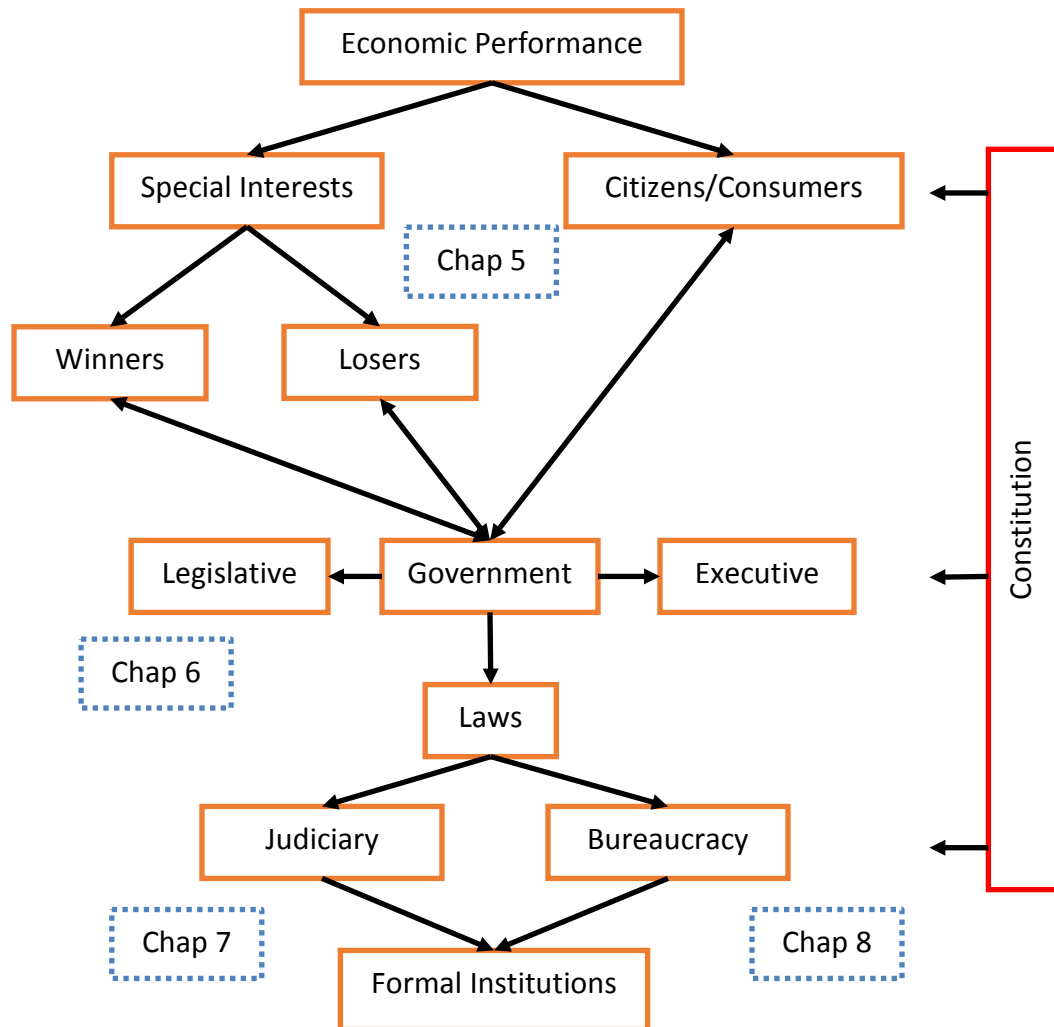 Economic Performance
Special Interests
Citizens/Consumers
Chap 5
Winners
Losers
Constitution
Legislative
Government
Executive
Chap 6
Laws
Judiciary
Bureaucracy
Chap 7
Chap 8
Formal Institutions